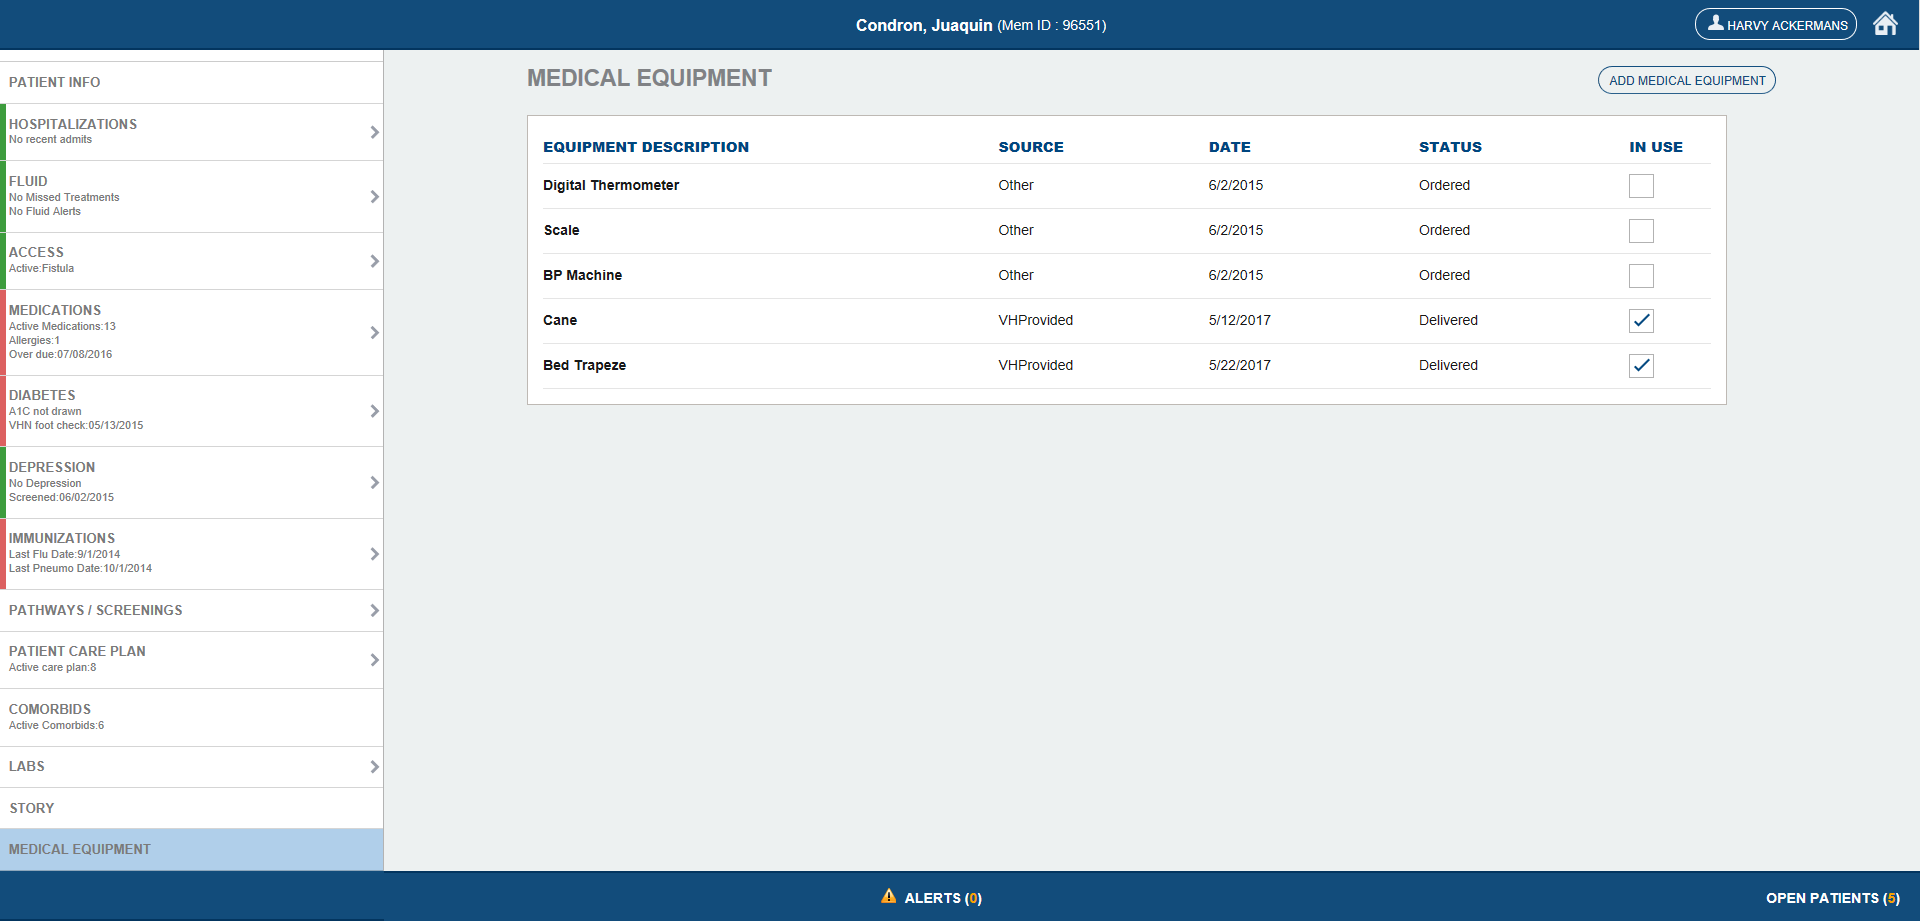 Condron, Juaquin (Mem ID : 96551)
HARVY ACKERMANS
PATIENT INFO
HOSPITALIZATIONS
No recent admits
FLUID
No Missed Treatments
No Fluid Alerts
ACCESS
Active:Fistula
MEDICATIONS
Active Medications:13
Allergies:1
Over due:07/08/2016
DIABETES
A1C not drawn
VHN foot check:05/13/2015
DEPRESSION
No Depression
Screened:06/02/2015
IMMUNIZATIONS
Last Flu Date:9/1/2014
Last Pneumo Date:10/1/2014
PATHWAYS / SCREENINGS
PATIENT CARE PLAN
Active care plan:8
COMORBIDS
Active Comorbids:6
LABS
STORY
MEDICAL EQUIPMENT
MEDICAL EQUIPMENT
ADD MEDICAL EQUIPMENT
EQUIPMENT DESCRIPTION SOURCE DATE STATUS IN USE
Digital Thermometer Other 6/2/2015 Ordered
Scale Other 6/2/2015 Ordered
BP Machine Other 6/2/2015 Ordered
Cane VHProvided 5/12/2017 Delivered
Bed Trapeze VHProvided 5/22/2017 Delivered
ALERTS (0)
OPEN PATIENTS (5)